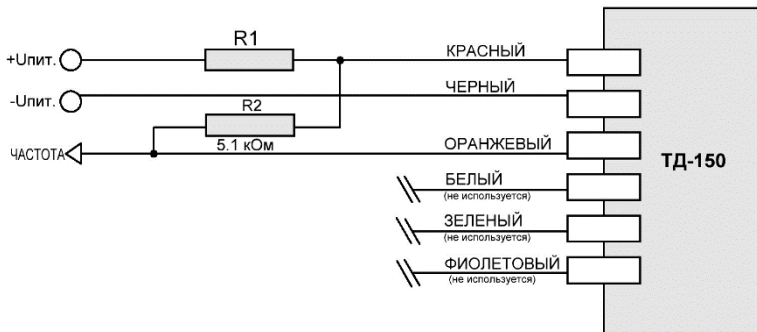 R1
+Uпит.
КРАСНЫЙ
-Uпит.
ЧЕРНЫЙ
R2
5.1 кОм
ЧАСТОТА
ОРАНЖЕВЫЙ
ТД-150
БЕЛЫЙ
(не используется)
ЗЕЛЕНЫЙ
(не используется)
ФИОЛЕТОВЫЙ
(не используется)